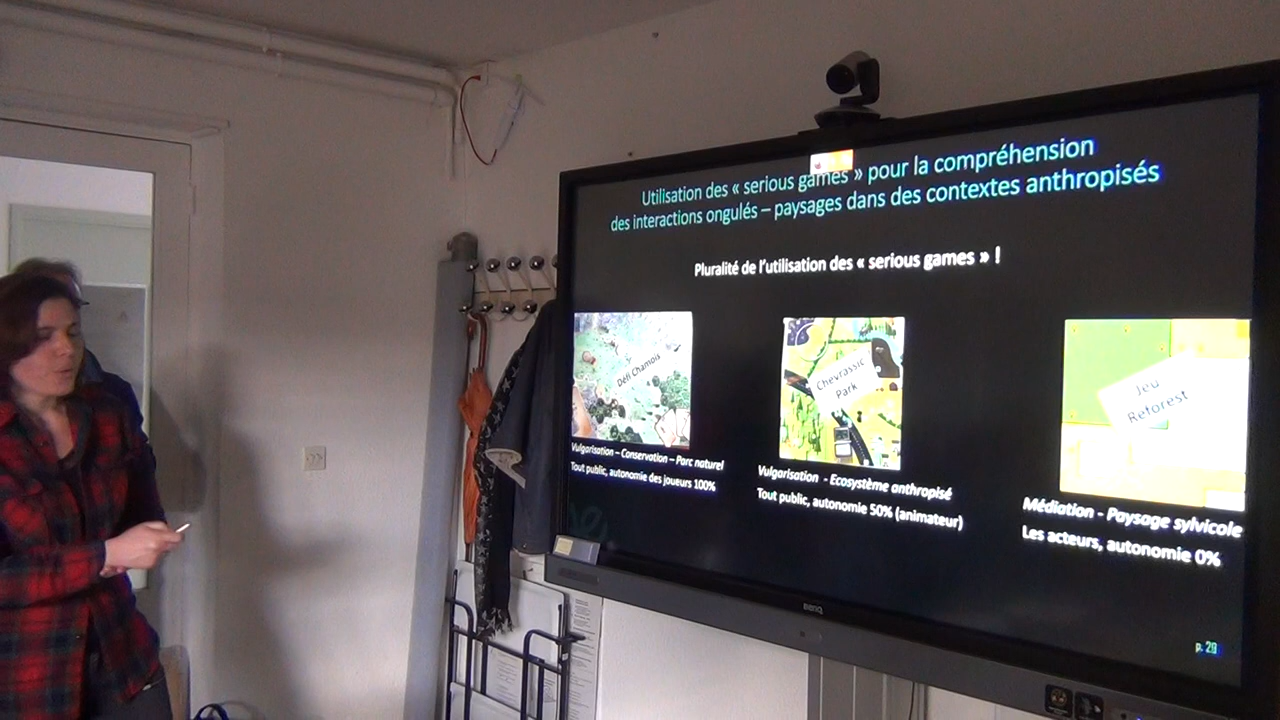 Utilisation des « serious games » pour la compréhension
des interactions ongulés – paysages dans des contextes anthropisés
Pluralité de l'utilisation des « serious games » !
Défi Chamois
Vulgarisation – Conservation – Parc naturel
Tout public, autonomie des joueurs 100%
Chevrassic
Park
Vulgarisation - Ecosystème anthropisé
Tout public, autonomie 50% (animateur)
Jeu
Reforest
Médiation - Paysage sylvicole
Les acteurs, autonomie 0%
BenQ